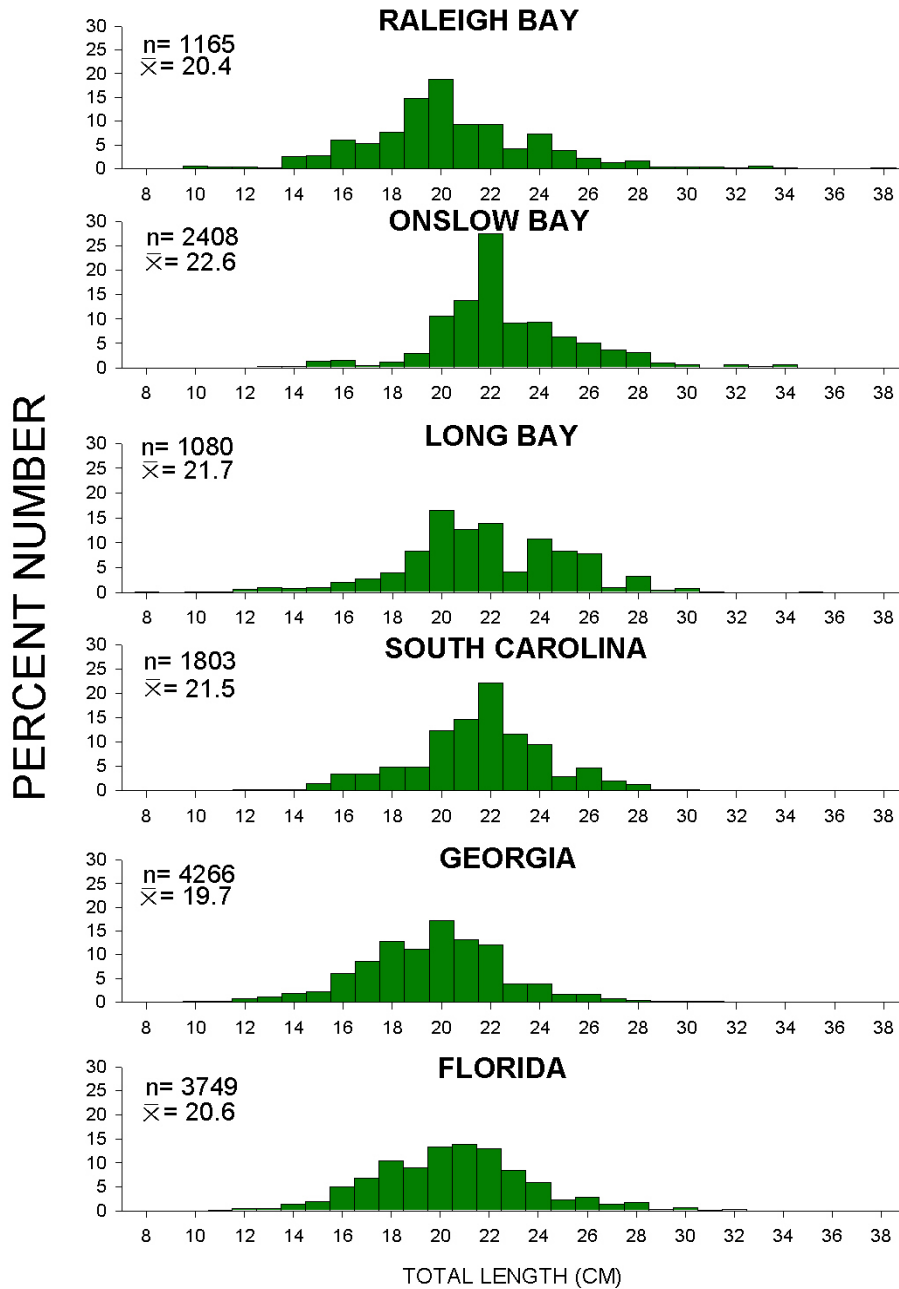 RALEIGH BAY
n= 1165
x̅= 20.4
30
25
20
15
10
5
0
8 10 12 14 16 18 20 22 24 26 28 30 32 34 36 38
ONSLOW BAY
n= 2408
x̅= 22.6
30
25
20
15
10
5
0
8 10 12 14 16 18 20 22 24 26 28 30 32 34 36 38
LONG BAY
n= 1080
x̅= 21.7
30
25
20
15
10
5
0
8 10 12 14 16 18 20 22 24 26 28 30 32 34 36 38
PERCENT NUMBER
SOUTH CAROLINA
n= 1803
x̅= 21.5
30
25
20
15
10
5
0
8 10 12 14 16 18 20 22 24 26 28 30 32 34 36 38
GEORGIA
n= 4266
x̅= 19.7
30
25
20
15
10
5
0
8 10 12 14 16 18 20 22 24 26 28 30 32 34 36 38
FLORIDA
n= 3749
x̅= 20.6
30
25
20
15
10
5
0
8 10 12 14 16 18 20 22 24 26 28 30 32 34 36 38
TOTAL LENGTH (CM)